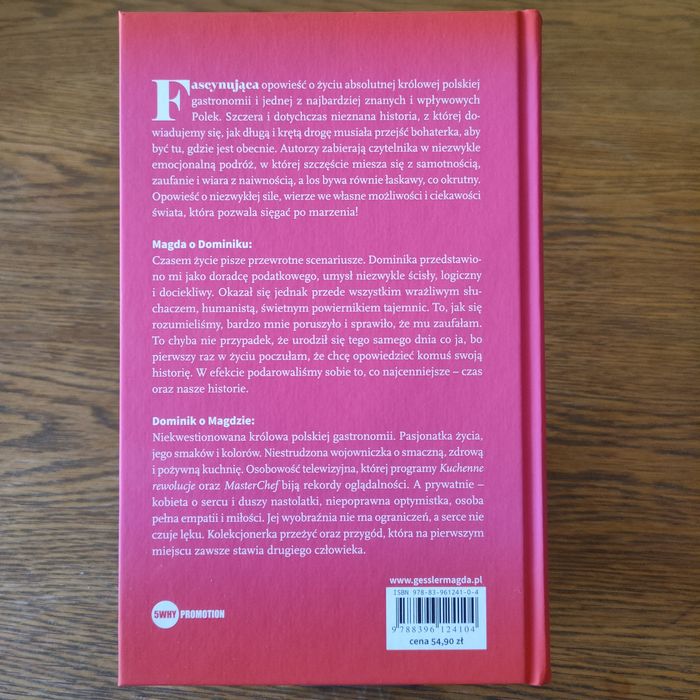 Fascynująca opowieść o życiu absolutnej królowej polskiej
gastronomii i jednej z najbardziej znanych i wpływowych
Polek. Szczera i dotychczas nieznana historia, z której do-
wiadujemy się, jak długą i krętą drogę musiała przejść bohaterka, aby
być tu, gdzie jest obecnie. Autorzy zabierają czytelnika w niezwykle
emocjonalną podróż, w której szczęście miesza się z samotnością,
zaufanie i wiara z naiwnością, a los bywa równie łaskawy, co okrutny.
Opowieść o niezwykłej sile, wierze we własne możliwości i ciekawości
świata, która pozwala sięgać po marzenia!
Magda o Dominiku:
Czasem życie pisze przewrotne scenariusze. Dominika przedstawio-
no mi jako doradcę podatkowego, umysł niezwykle ścisły, logiczny
i dociekliwy. Okazał się jednak przede wszystkim wrażliwym słu-
chaczem, humanistą, świetnym powiernikiem tajemnic. To, jak się
rozumieliśmy, bardzo mnie poruszyło i sprawiło, że mu zaufałam.
To chyba nie przypadek, że urodził się tego samego dnia co ja, bo
pierwszy raz w życiu poczułam, że chcę opowiedzieć komuś swoją
historię. W efekcie podarowaliśmy sobie to, co najcenniejsze – czas
oraz nasze historie.
Dominik o Magdzie:
Niekwestionowana królowa polskiej gastronomii. Pasjonatka życia,
jego smaków i kolorów. Niestrudzona wojowniczka o smaczną, zdrową
i pożywną kuchnię. Osobowość telewizyjna, której programy Kuchenne
rewolucje oraz MasterChef biją rekordy oglądalności. A prywatnie –
kobieta o sercu i duszy nastolatki, niepoprawna optymistka, osoba
pełna empatii i miłości. Jej wyobraźnia nie ma ograniczeń, a serce nie
czuje lęku. Kolekcjonerka przeżyć oraz przygód, która na pierwszym
miejscu zawsze stawia drugiego człowieka.
www.gesslermagda.pl
ISBN 978-83-961241-0-4
9 788396 124104
cena 54,90 zł
5WHY PROMOTION